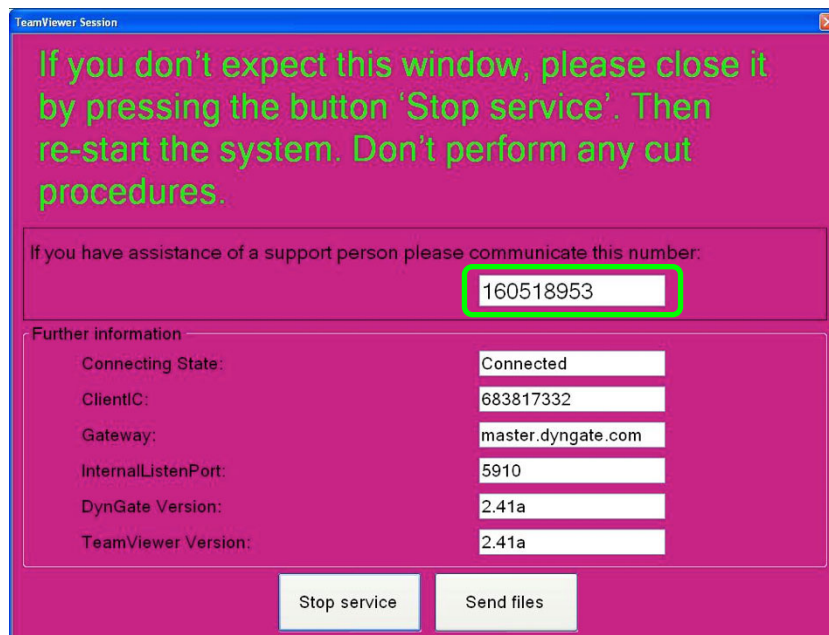 TeamViewer Session
If you don't expect this window, please close it
by pressing the button 'Stop service'. Then
re-start the system. Don't perform any cut
procedures.
If you have assistance of a support person please communicate this number:
160518953
Further information
Connecting State: Connected
ClientIC: 683817332
Gateway: master.dyngate.com
InternalListenPort: 5910
DynGate Version: 2.41a
TeamViewer Version: 2.41a
Stop service Send files